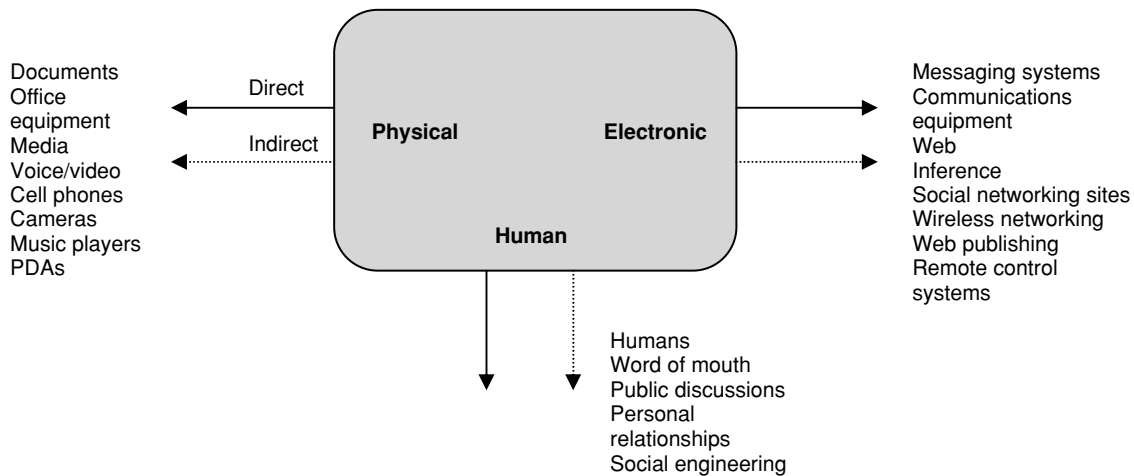 Documents
Office
equipment
Media
Voice/video
Cell phones
Cameras
Music players
PDAs
Direct
Indirect
Physical
Electronic
Human
Messaging systems
Communications
equipment
Web
Inference
Social networking sites
Wireless networking
Web publishing
Remote control
systems
Humans
Word of mouth
Public discussions
Personal
relationships
Social engineering